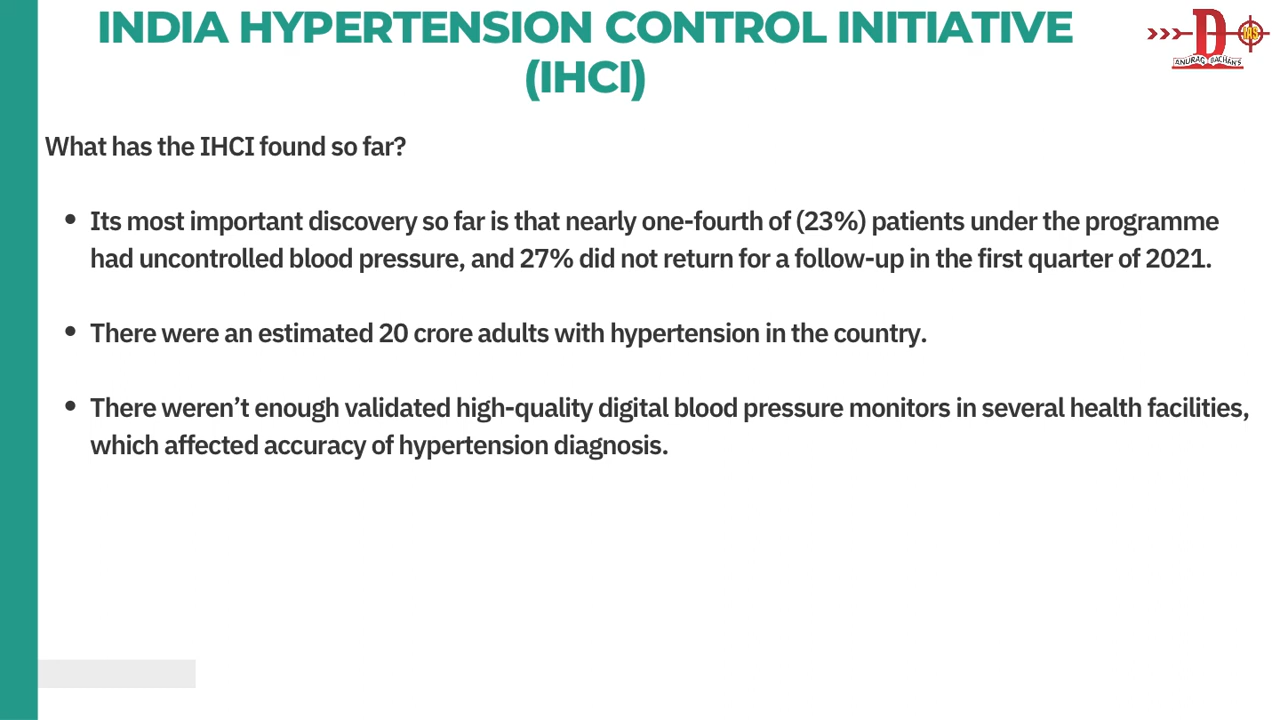 INDIA HYPERTENSION CONTROL INITIATIVE
(IHCI)
D
IAS
ANURAG BACHAN'S
What has the IHCI found so far?
• Its most important discovery so far is that nearly one-fourth of (23%) patients under the programme
had uncontrolled blood pressure, and 27% did not return for a follow-up in the first quarter of 2021.
• There were an estimated 20 crore adults with hypertension in the country.
• There weren’t enough validated high-quality digital blood pressure monitors in several health facilities,
which affected accuracy of hypertension diagnosis.